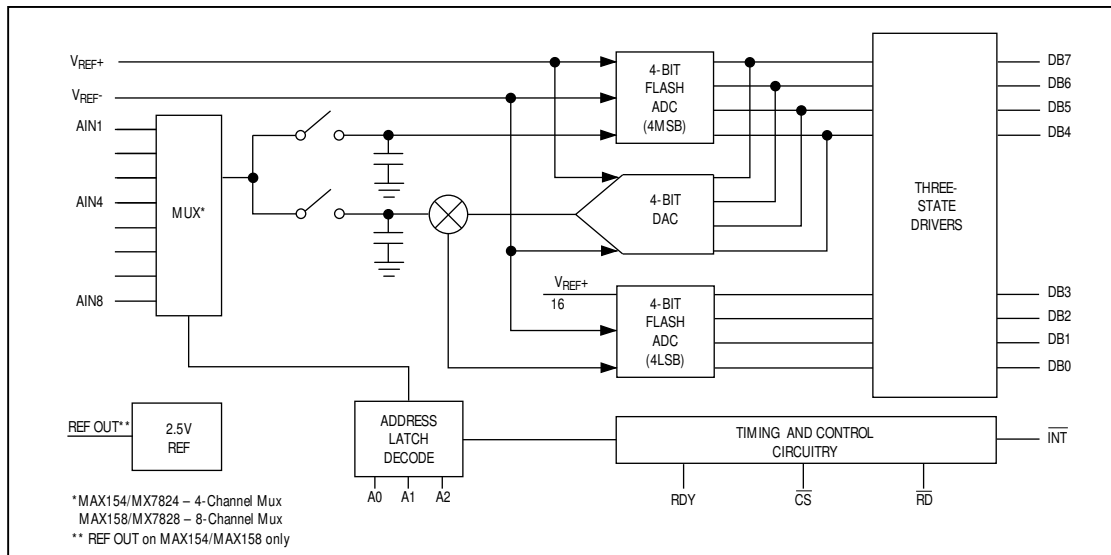 VREF+
VREF-
AIN1
AIN4
AIN8
MUX*
4-BIT
FLASH
ADC
(4MSB)
4-BIT
DAC
VREF+
16
4-BIT
FLASH
ADC
(4LSB)
THREE-
STATE
DRIVERS
DB7
DB6
DB5
DB4
DB3
DB2
DB1
DB0
REF OUT**
2.5V
REF
ADDRESS
LATCH
DECODE
A0 A1 A2
TIMING AND CONTROL
CIRCUITRY
INT
RDY CS RD
*MAX154/MX7824 – 4-Channel Mux
MAX158/MX7828 – 8-Channel Mux
** REF OUT on MAX154/MAX158 only